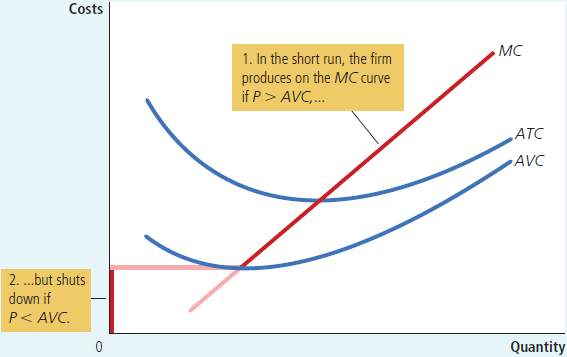 Costs
1. In the short run, the firm
produces on the MC curve
if P > AVC,...
MC
ATC
AVC
2. ...but shuts
down if
P < AVC.
0
Quantity